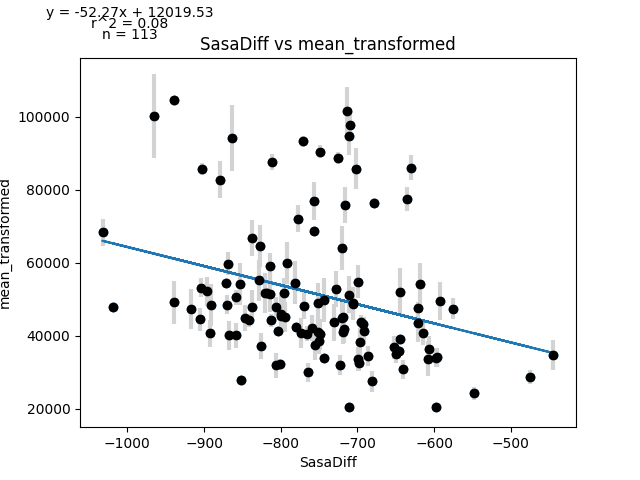 y = -52.27x + 12019.53
r^2 = 0.08
n = 113
SasaDiff vs mean_transformed
100000
80000
60000
40000
20000
mean_transformed
−1000
−900
−800
−700
−600
−500
SasaDiff